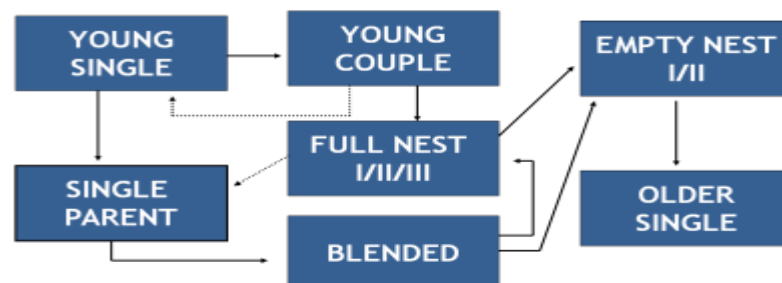 YOUNG
SINGLE
YOUNG
COUPLE
EMPTY NEST
I/II
FULL NEST
I/II/III
SINGLE
PARENT
OLDER
SINGLE
BLENDED